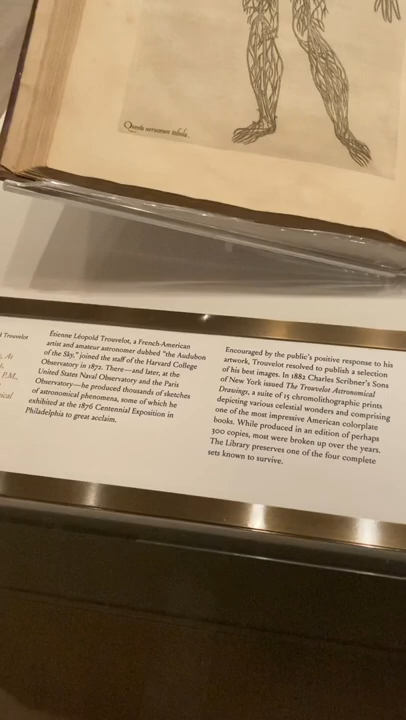 Quinta nervorum tabula.
d Trouvelot
, At
P.M.,
ical
Étienne Léopold Trouvelot, a French-American
artist and amateur astronomer dubbed “the Audubon
of the Sky,” joined the staff of the Harvard College
Observatory in 1872. There—and later, at the
United States Naval Observatory and the Paris
Observatory—he produced thousands of sketches
of astronomical phenomena, some of which he
exhibited at the 1876 Centennial Exposition in
Philadelphia to great acclaim.
Encouraged by the public’s positive response to his
artwork, Trouvelot resolved to publish a selection
of his best images. In 1882 Charles Scribner’s Sons
of New York issued The Trouvelot Astronomical
Drawings, a suite of 15 chromolithographic prints
depicting various celestial wonders and comprising
one of the most impressive American colorplate
books. While produced in an edition of perhaps
300 copies, most were broken up over the years.
The Library preserves one of the four complete
sets known to survive.